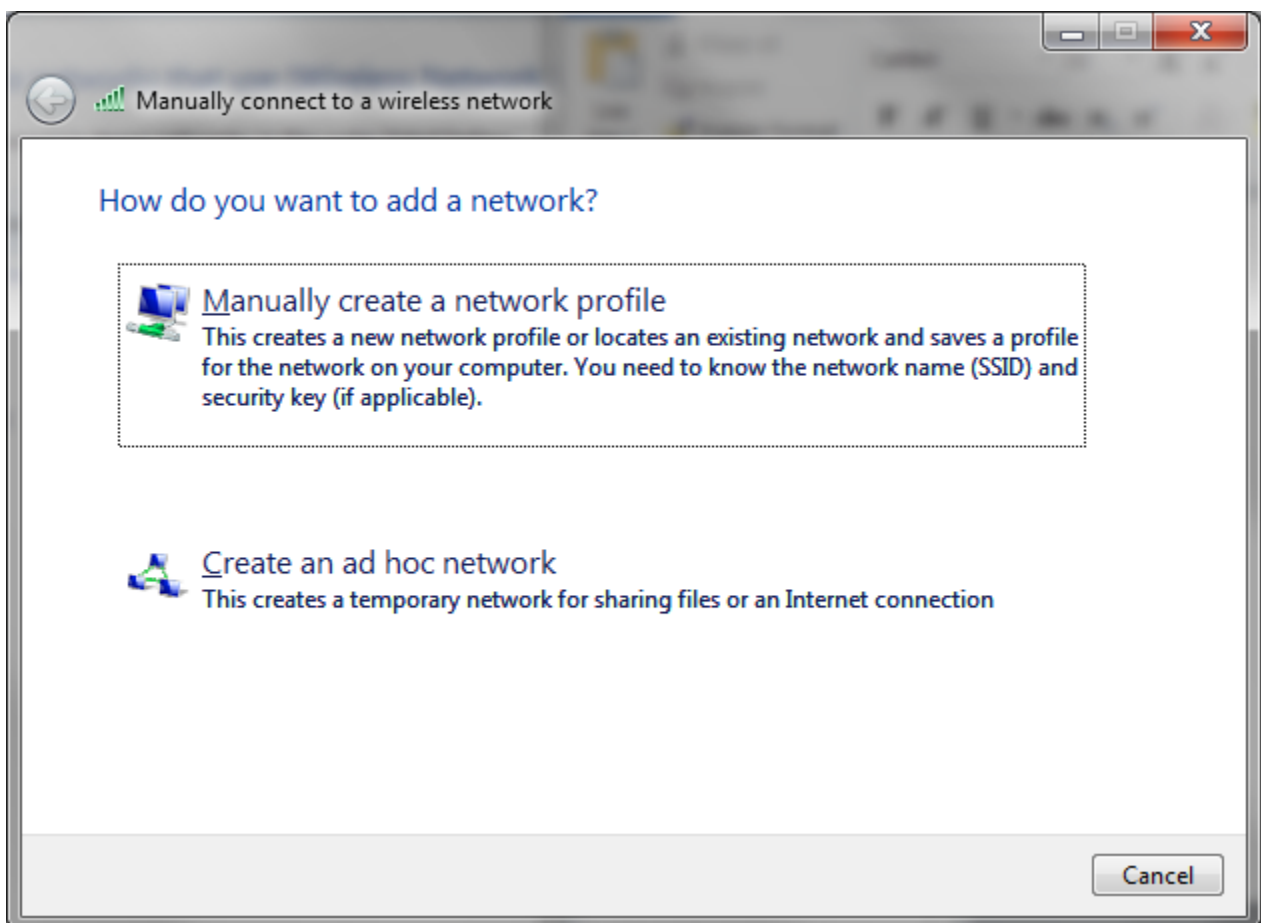 Manually connect to a wireless network
How do you want to add a network?
Manually create a network profile
This creates a new network profile or locates an existing network and saves a profile
for the network on your computer. You need to know the network name (SSID) and
security key (if applicable).
Create an ad hoc network
This creates a temporary network for sharing files or an Internet connection
Cancel